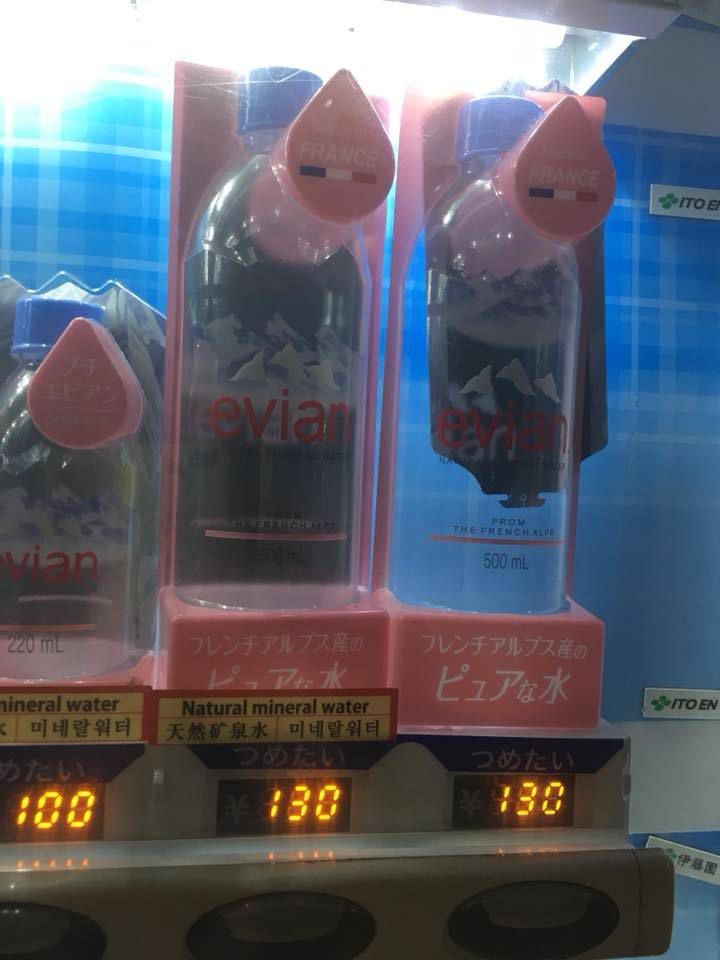 FRANCE
FRANCE
ITO EN
プチ
エビアン
evian
220 mL
evian
FROM
THE FRENCH ALPS
500 mL
evian
FROM
THE FRENCH ALPS
500 mL
フレンチアルプス産の
ピュアな水
フレンチアルプス産の
ピュアな水
mineral water
水 미네랄워터
Natural mineral water
天然矿泉水 미네랄워터
ITO EN
つめたい
100
つめたい
¥ 130
つめたい
¥ 130
伊藤園